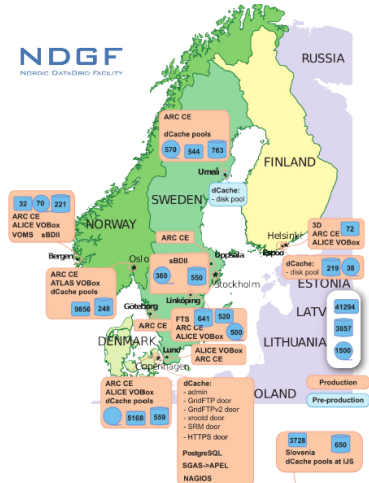 NDGF
NORDIC DATAGRID FACILITY
RUSSIA
ARC CE
dCache pools
570 544 763
Umeå
dCache:
- disk pool
FINLAND
SWEDEN
NORWAY
32 70 221
ARC CE
ALICE VOBox
VOMS sBDII
Bergen
ARC CE
3D 72
ARC CE
ALICE VOBox
Helsinki
Espoo
dCache:
- disk pool 219 38
ESTONIA
Oslo
ARC CE
ATLAS VOBox
dCache pools
9856 248
sBDII
360 550
Uppsala
Stockholm
Linköping
Göteborg
ARC CE
FTS 641 520
ARC CE
ALICE VOBox 500
LATV
41294
3857
1500
LITHUANIA
DENMARK
Copenhagen
Lund
ALICE VOBox
ARC CE
ARC CE
ALICE VOBox
dCache pools
5168 559
dCache:
- admin
- GridFTP door
- GridFTPv2 door
- xrootd door
- SRM door
- HTTPS door
PostgreSQL
SGAS->APEL
NAGIOS
OLAND
Production
Pre-production
3728 650
Slovenia
dCache pools at IJS